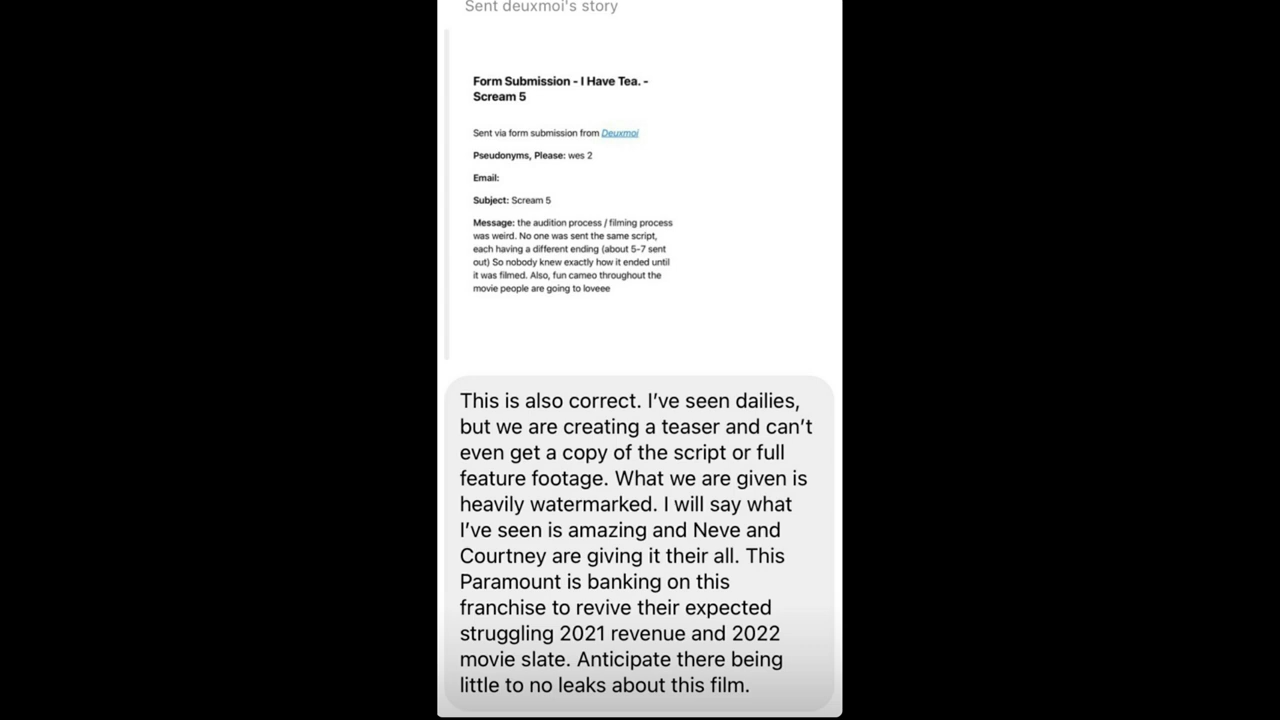 Sent deuxmoi's story
Form Submission - I Have Tea. -
Scream 5
Sent via form submission from Deuxmoi
Pseudonyms, Please: wes 2
Email:
Subject: Scream 5
Message: the audition process / filming process
was weird. No one was sent the same script,
each having a different ending (about 5-7 sent
out) So nobody knew exactly how it ended until
it was filmed. Also, fun cameo throughout the
movie people are going to loveee
This is also correct. I’ve seen dailies,
but we are creating a teaser and can’t
even get a copy of the script or full
feature footage. What we are given is
heavily watermarked. I will say what
I’ve seen is amazing and Neve and
Courtney are giving it their all. This
Paramount is banking on this
franchise to revive their expected
struggling 2021 revenue and 2022
movie slate. Anticipate there being
little to no leaks about this film.